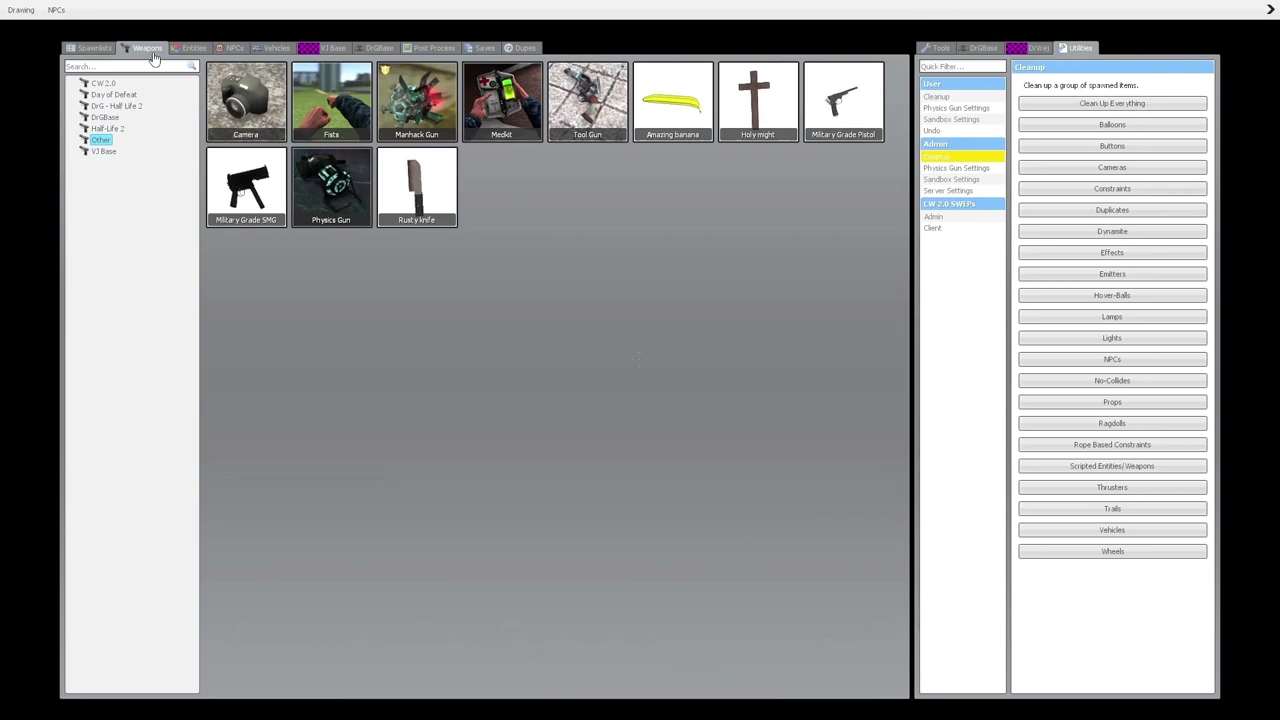 Drawing NPCs
Spawnlists Weapons Entities NPCs Vehicles VJ Base DrGBase Post Process Saves Dupes
Search...
CW 2.0
Day of Defeat
DrG - Half Life 2
DrGBase
Half-Life 2
Other
VJ Base
Camera Fists Manhack Gun Medkit Tool Gun Amazing banana Holy might Military Grade Pistol
Military Grade SMG Physics Gun Rusty knife
Tools DrGBase DrVrej Utilities
Quick Filter...
User
Cleanup
Physics Gun Settings
Sandbox Settings
Undo
Admin
Cleanup
Physics Gun Settings
Sandbox Settings
Server Settings
CW 2.0 SWEPs
Admin
Client
Cleanup
Clean up a group of spawned items.
Clean Up Everything
Balloons
Buttons
Cameras
Constraints
Duplicates
Dynamite
Effects
Emitters
Hover-Balls
Lamps
Lights
NPCs
No-Collides
Props
Ragdolls
Rope Based Constraints
Scripted Entities/Weapons
Thrusters
Trails
Vehicles
Wheels